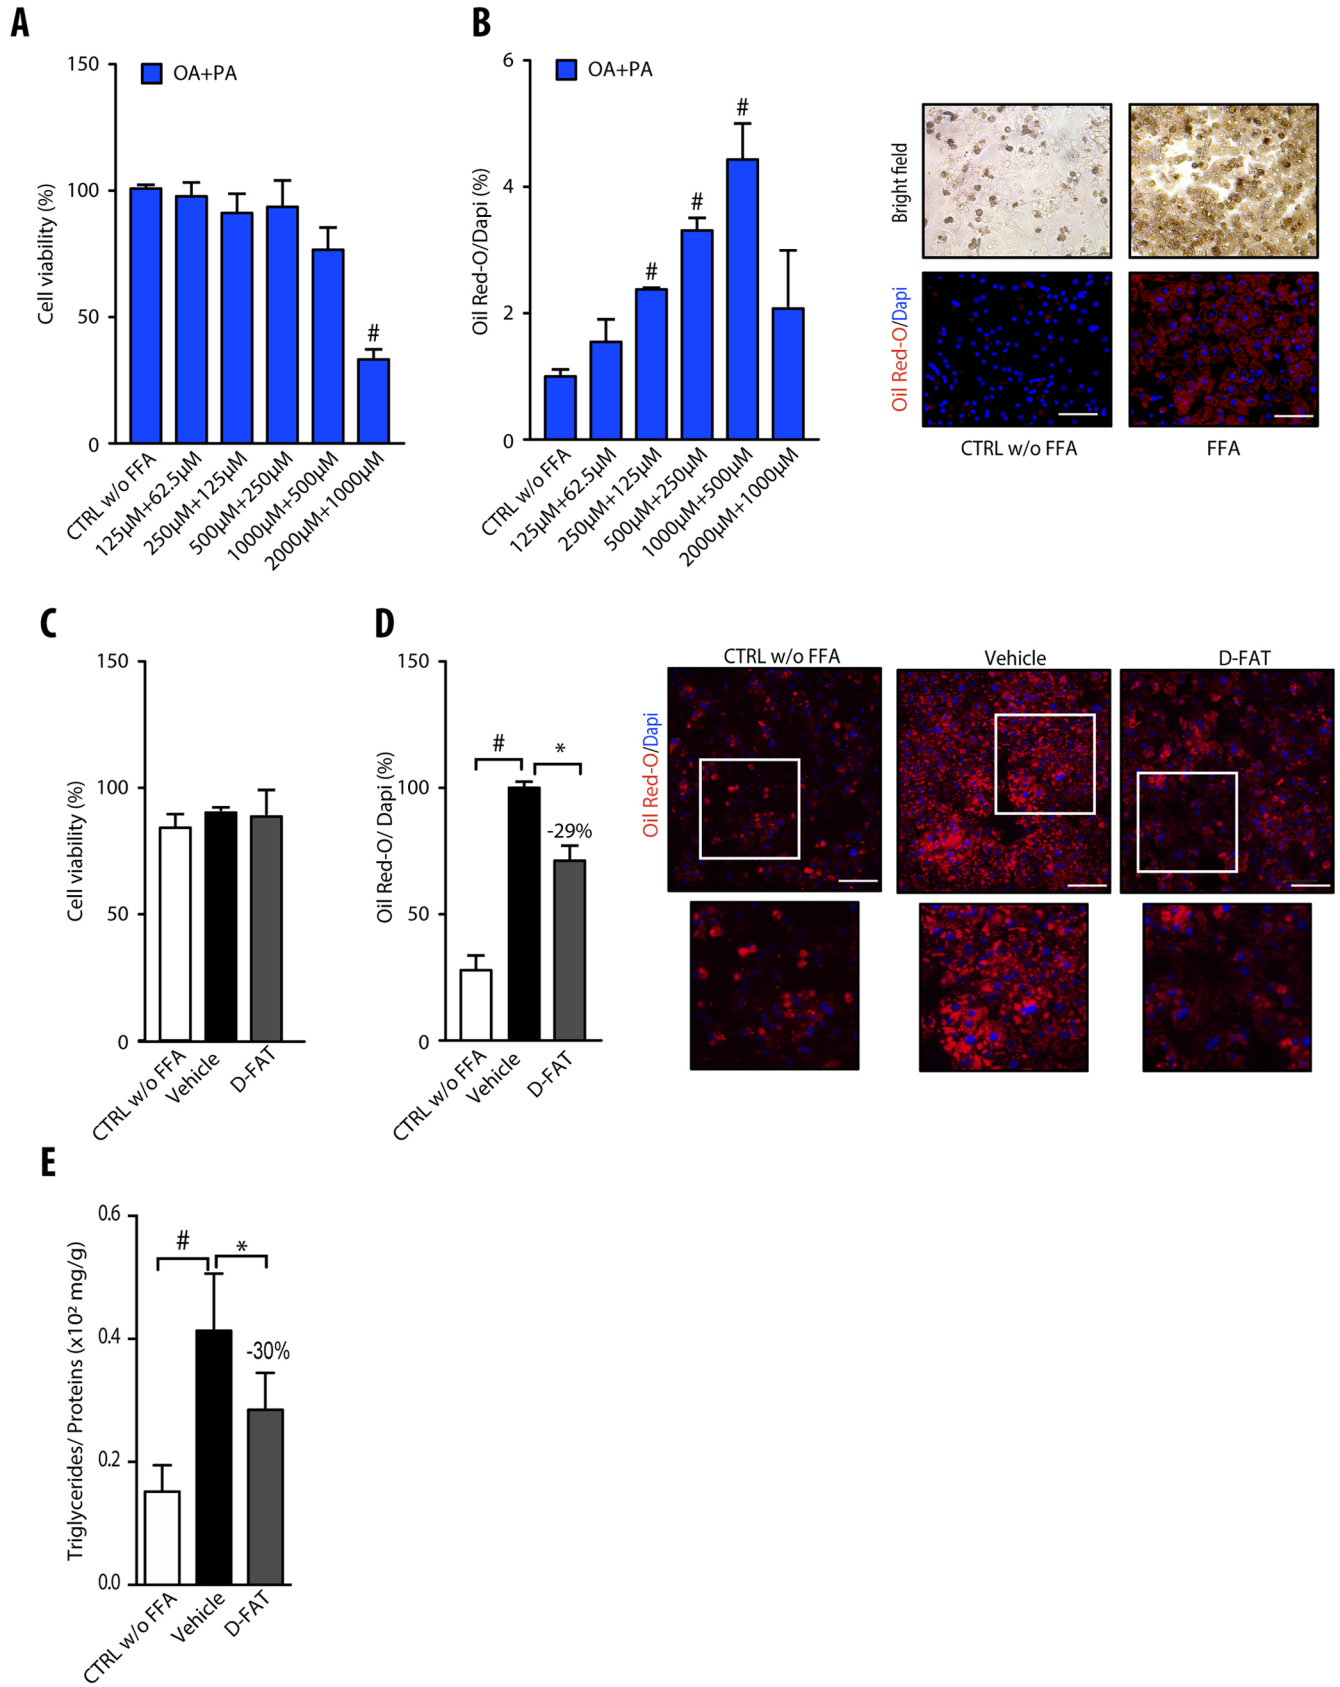 A
150
100
50
0
Cell viability (%)
OA+PA
#
CTRL w/o FFA
125µM+62.5µM
250µM+125µM
500µM+250µM
1000µM+500µM
2000µM+1000µM
B
6
4
2
0
Oil Red-O/Dapi (%)
OA+PA
#
#
#
CTRL w/o FFA
125µM+62.5µM
250µM+125µM
500µM+250µM
1000µM+500µM
2000µM+1000µM
Bright field
Oil Red-O/Dapi
CTRL w/o FFA
FFA
C
150
100
50
0
Cell viability (%)
CTRL w/o FFA
Vehicle
D-FAT
D
150
100
50
0
Oil Red-O/ Dapi (%)
#
*
-29%
CTRL w/o FFA
Vehicle
D-FAT
Oil Red-O/Dapi
CTRL w/o FFA
Vehicle
D-FAT
E
0.6
0.4
0.2
0.0
Triglycerides/ Proteins (x10² mg/g)
#
*
-30%
CTRL w/o FFA
Vehicle
D-FAT